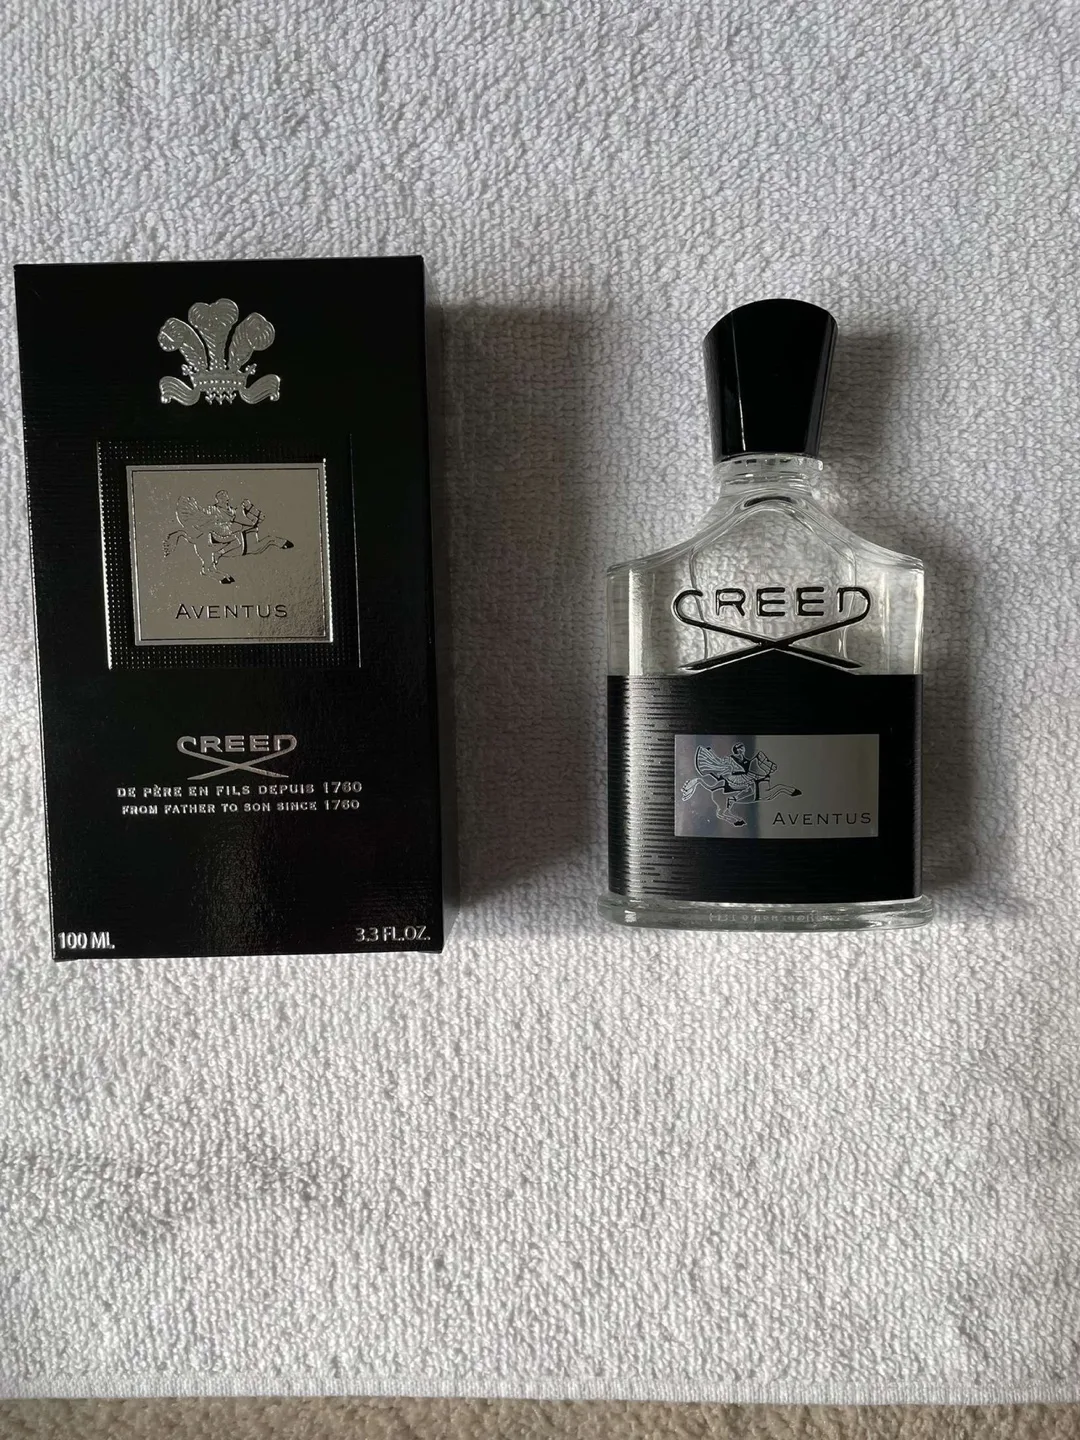 AVENTUS
CREED
DE PÈRE EN FILS DEPUIS 1760
FROM FATHER TO SON SINCE 1760
100 ML
3.3 FL.OZ.
CREED
AVENTUS